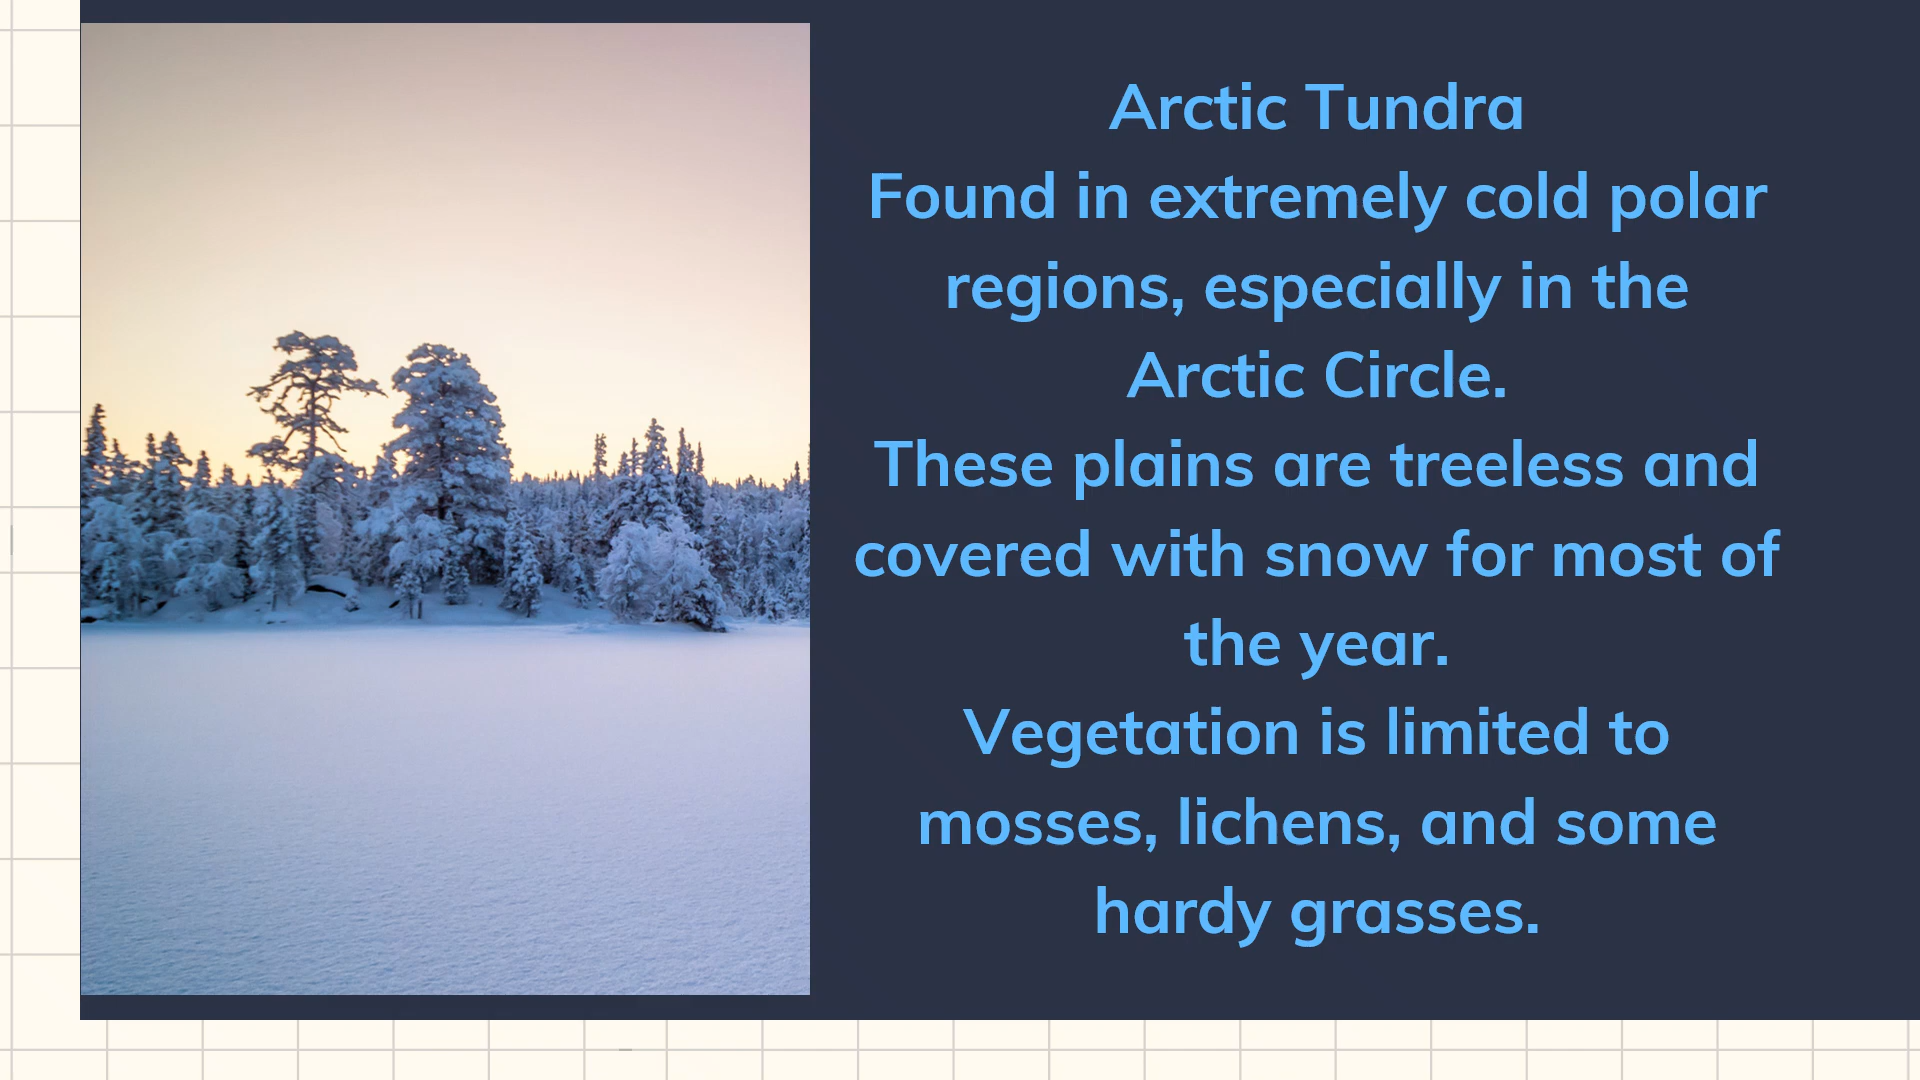 Arctic Tundra
Found in extremely cold polar
regions, especially in the
Arctic Circle.
These plains are treeless and
covered with snow for most of
the year.
Vegetation is limited to
mosses, lichens, and some
hardy grasses.